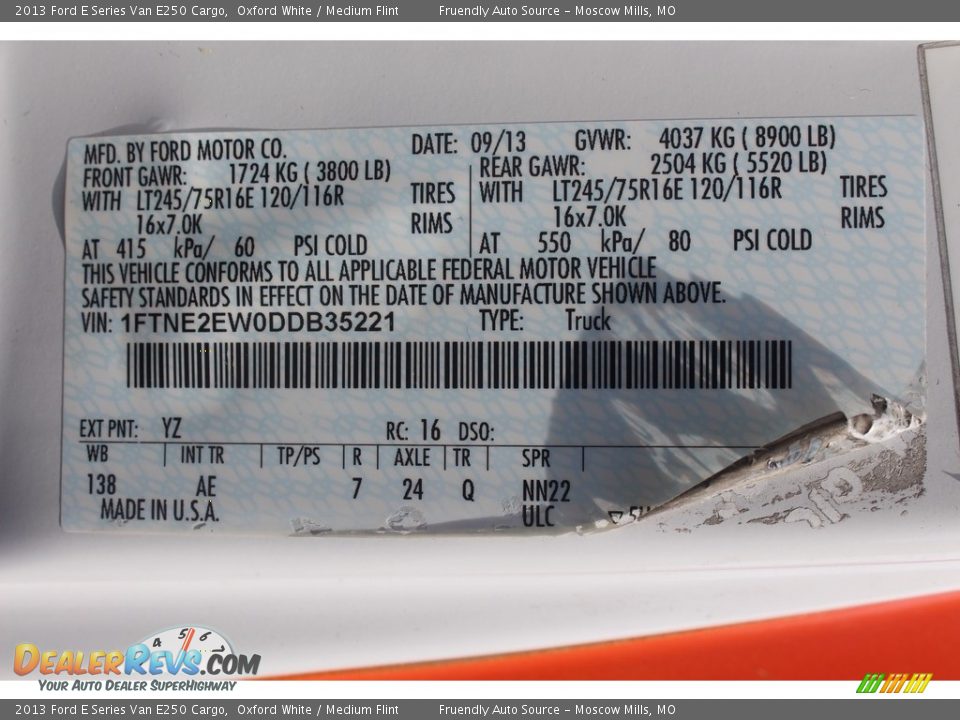 2013 Ford E Series Van E250 Cargo, Oxford White / Medium Flint Fruendly Auto Source – Moscow Mills, MO
MFD. BY FORD MOTOR CO. DATE: 09/13 GVWR: 4037 KG ( 8900 LB)
FRONT GAWR: 1724 KG ( 3800 LB) REAR GAWR: 2504 KG ( 5520 LB)
WITH LT245/75R16E 120/116R TIRES WITH LT245/75R16E 120/116R TIRES
16x7.0K RIMS 16x7.0K RIMS
AT 415 kPa/ 60 PSI COLD AT 550 kPa/ 80 PSI COLD
THIS VEHICLE CONFORMS TO ALL APPLICABLE FEDERAL MOTOR VEHICLE
SAFETY STANDARDS IN EFFECT ON THE DATE OF MANUFACTURE SHOWN ABOVE.
VIN: 1FTNE2EW0DDB35221 TYPE: Truck
EXT PNT: YZ RC: 16 DSO:
WB INT TR TP/PS R AXLE TR SPR
138 AE 7 24 Q NN22
MADE IN U.S.A. ULC
4 5 6
DEALERREVS.COM
YOUR AUTO DEALER SUPERHIGHWAY
2013 Ford E Series Van E250 Cargo, Oxford White / Medium Flint Fruendly Auto Source – Moscow Mills, MO